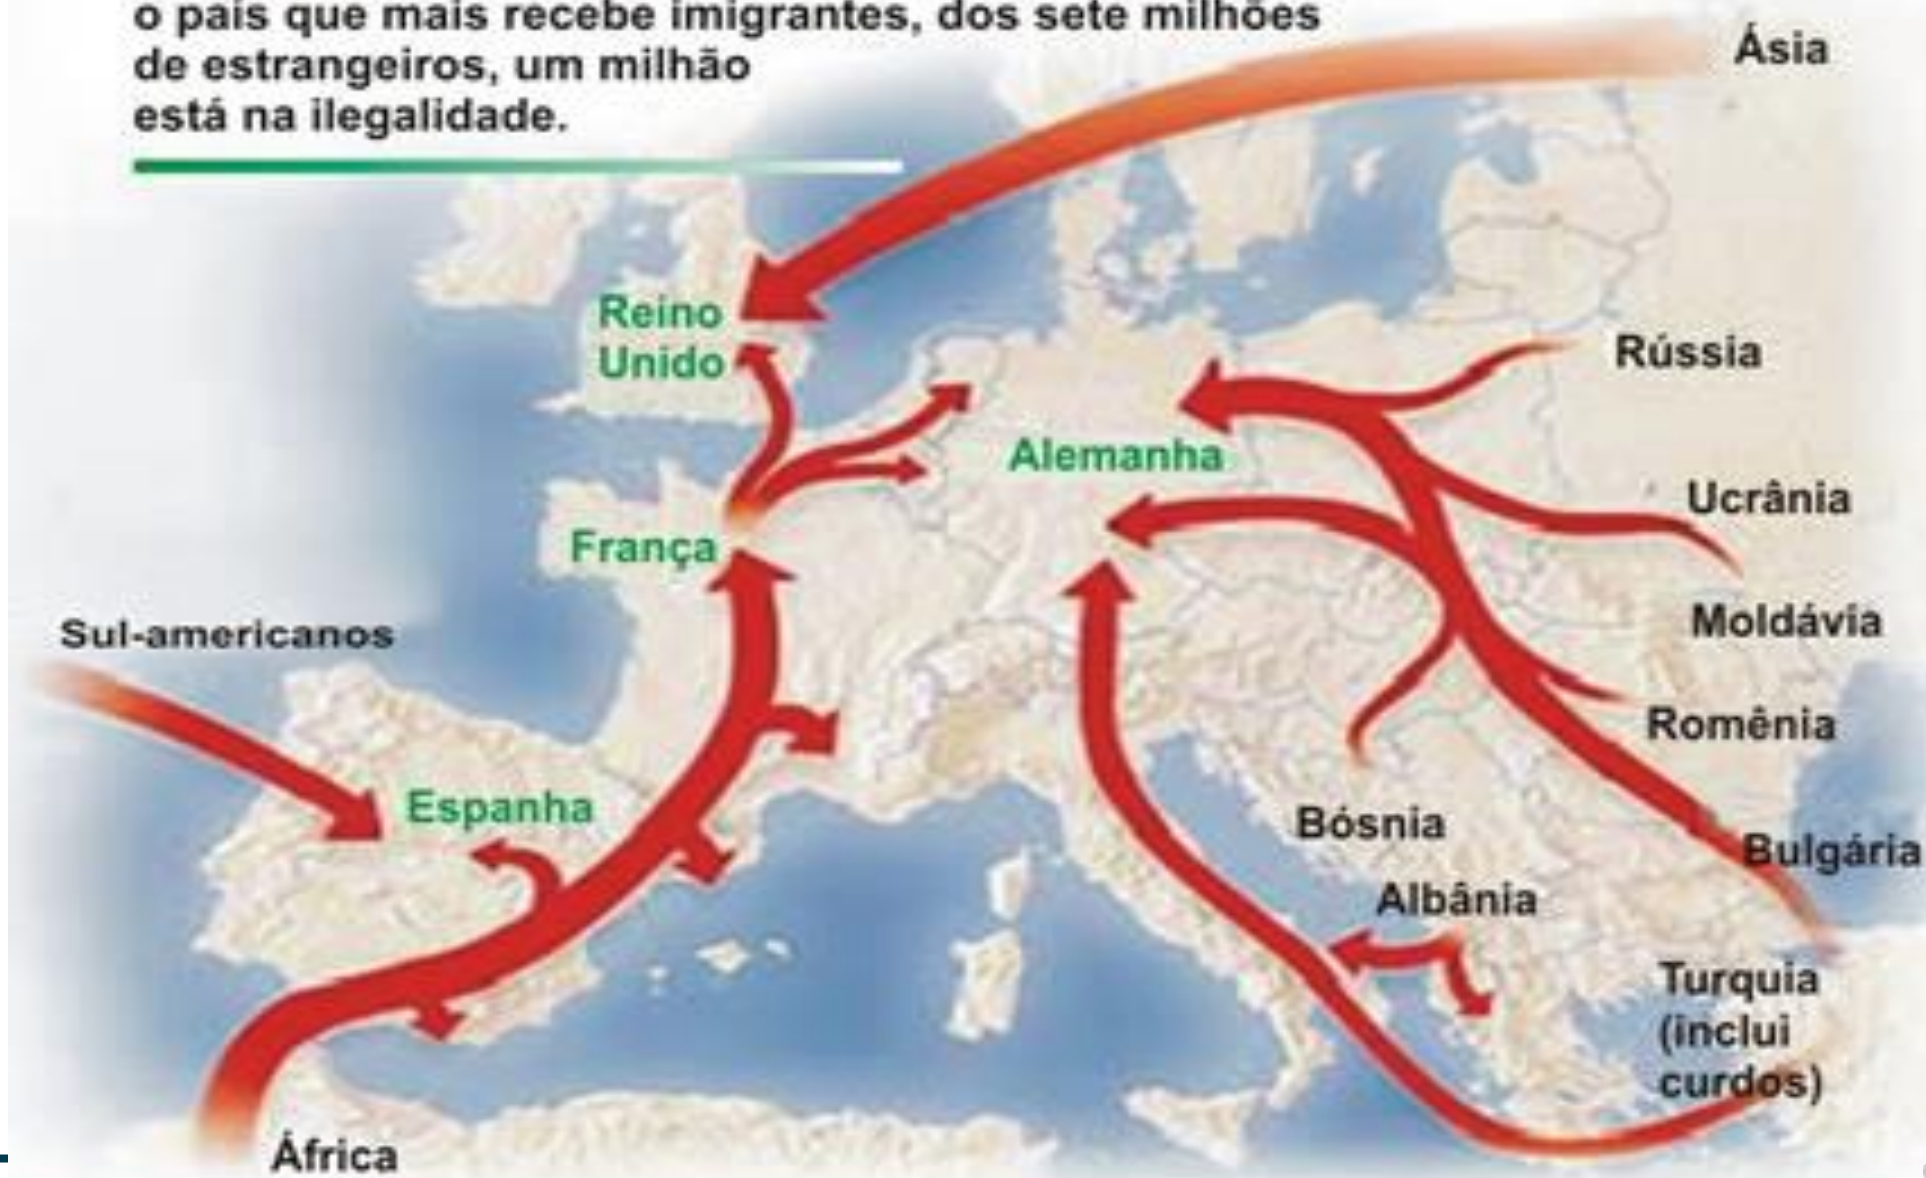 o país que mais recebe imigrantes, dos sete milhões
de estrangeiros, um milhão
está na ilegalidade.
Ásia
Reino
Unido
Rússia
Alemanha
Ucrânia
França
Moldávia
Sul-americanos
Romênia
Espanha
Bósnia
Bulgária
Albânia
Turquia
(inclui
curdos)
África